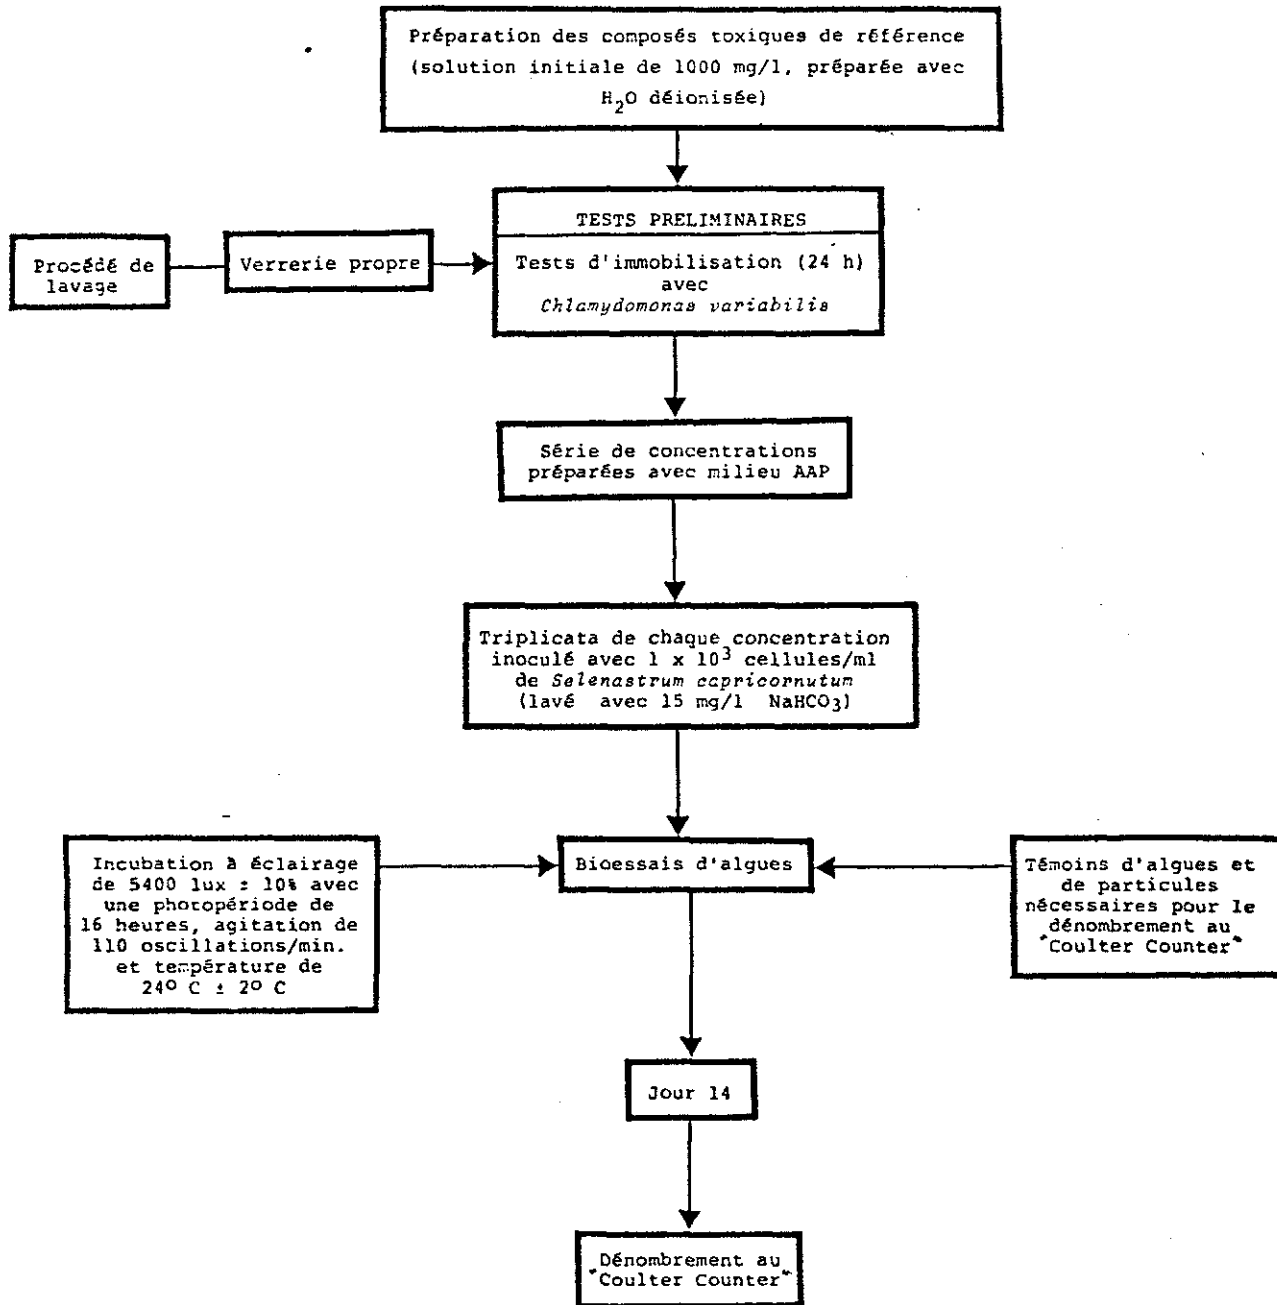 Préparation des composés toxiques de référence
(solution initiale de 1000 mg/l, préparée avec
H2O déionisée)
TESTS PRELIMINAIRES
Tests d'immobilisation (24 h)
avec
Chlamydomonas variabilis
Procédé de
lavage
Verrerie propre
Série de concentrations
préparées avec milieu AAP
Triplicata de chaque concentration
inoculé avec 1 x 10³ cellules/ml
de Selenastrum capricornutum
(lavé avec 15 mg/l NaHCO3)
Incubation à éclairage
de 5400 lux ± 10% avec
une photopériode de
16 heures, agitation de
110 oscillations/min.
et température de
24º C ± 2º C
Bioessais d'algues
Témoins d'algues et
de particules
nécessaires pour le
dénombrement au
"Coulter Counter"
Jour 14
Dénombrement au
"Coulter Counter"